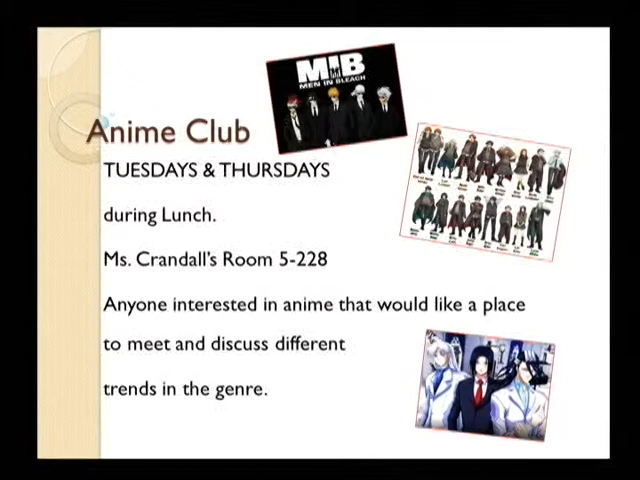 MIB
MEN IN BLEACH
Anime Club
TUESDAYS & THURSDAYS
during Lunch.
Ms. Crandall's Room 5-228
Anyone interested in anime that would like a place
to meet and discuss different
trends in the genre.